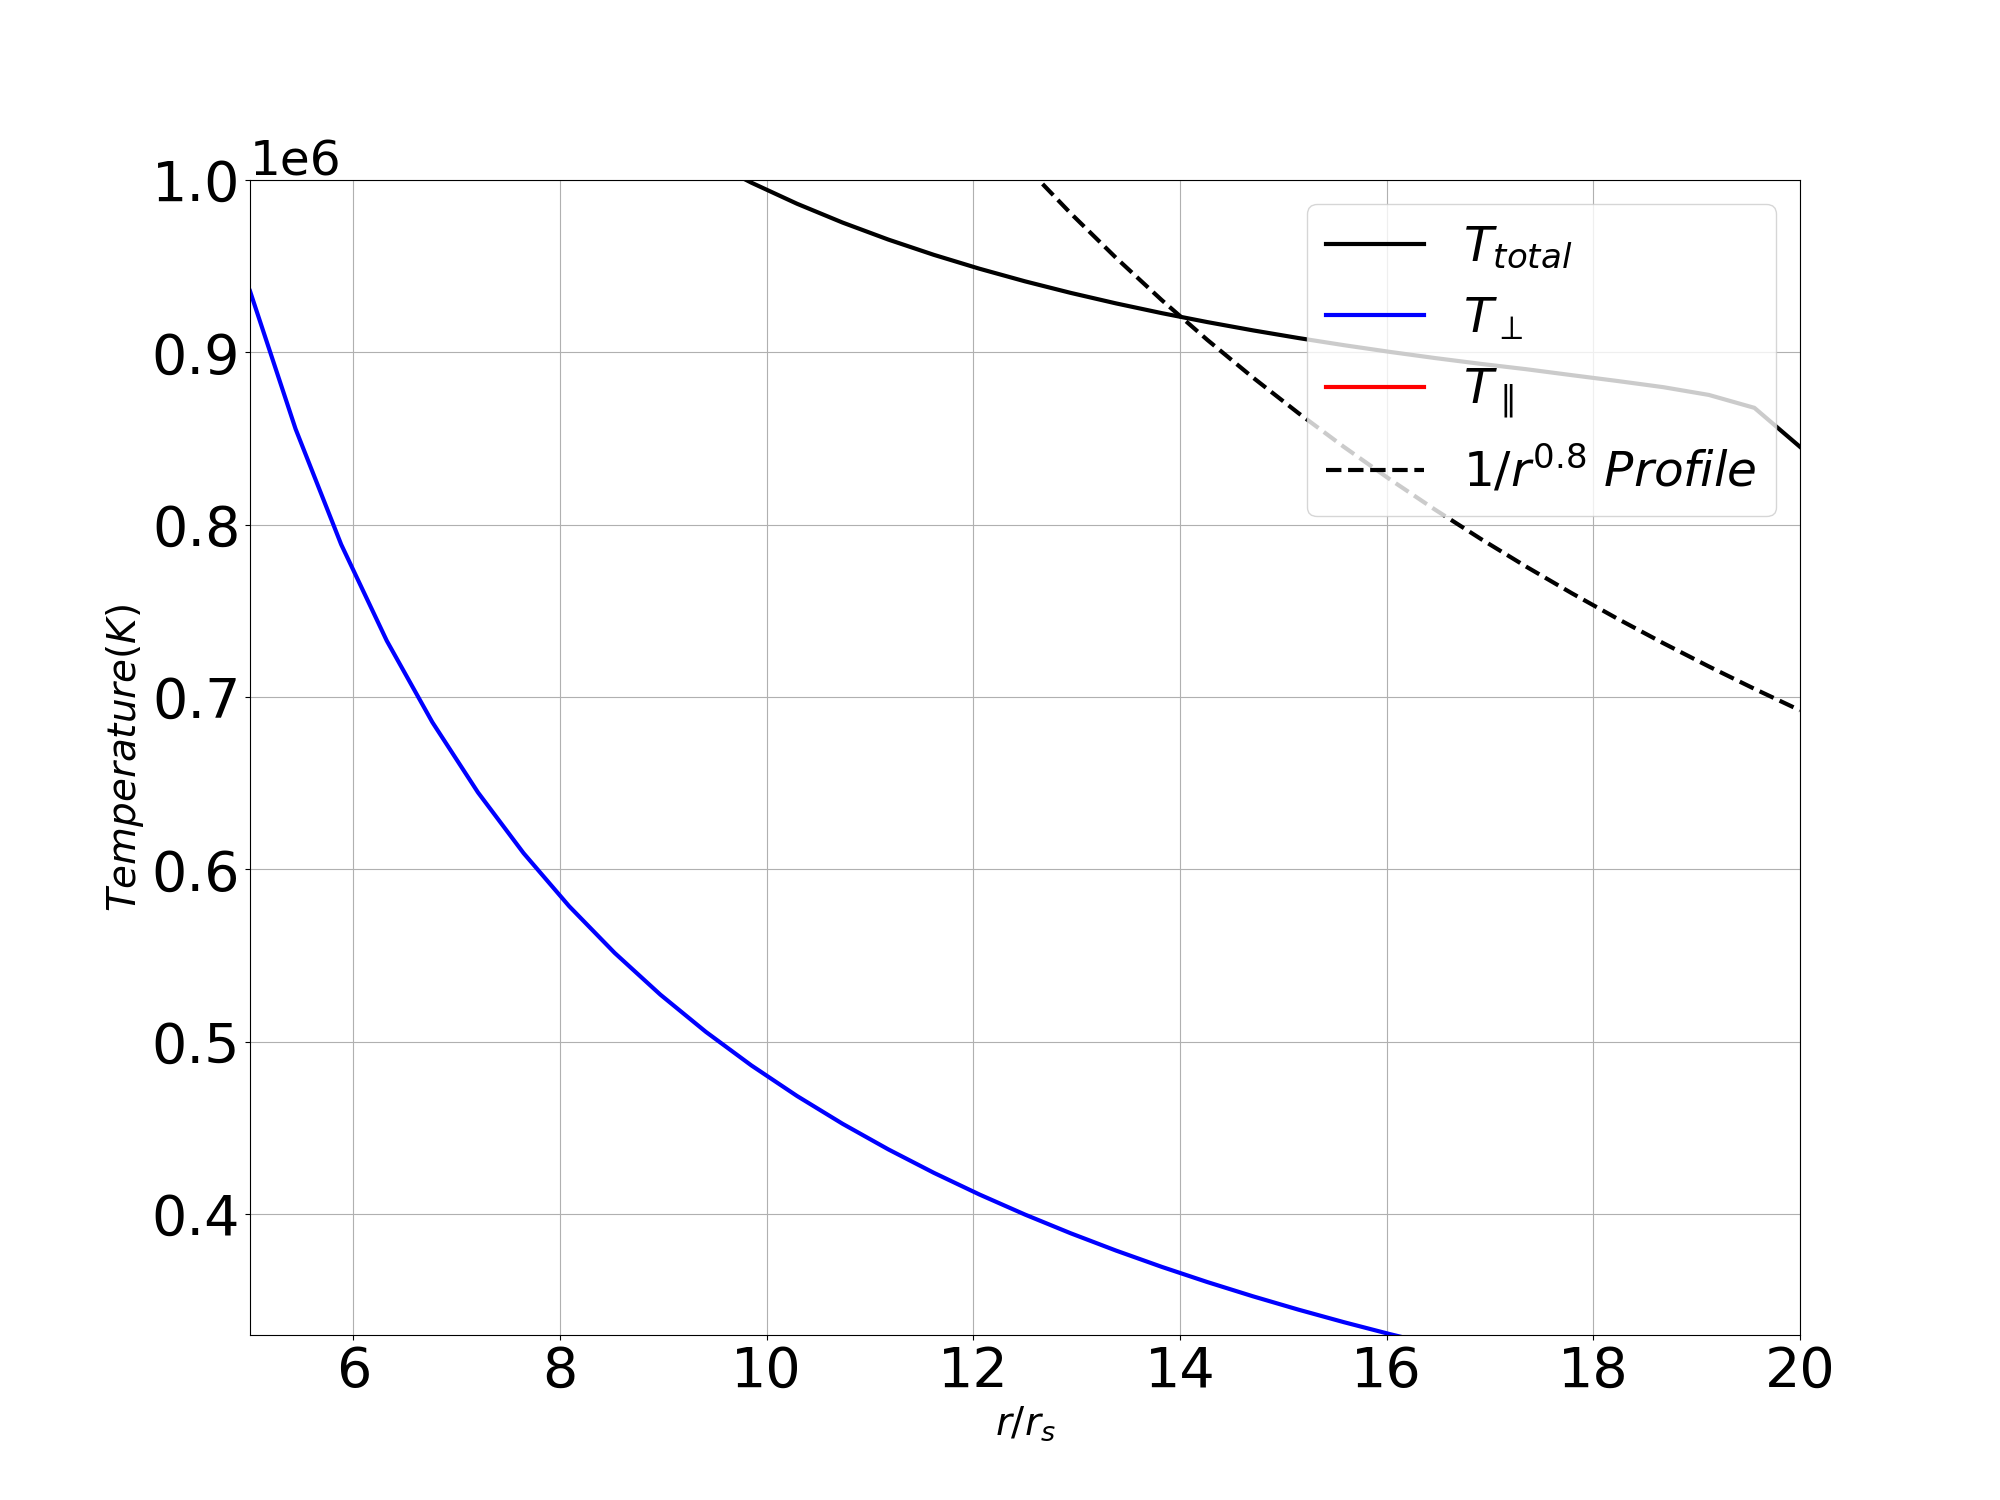 1e6
1.0
0.9
0.8
0.7
0.6
0.5
0.4
Temperature(K)
6 8 10 12 14 16 18 20
r/r_s
T_total
T_⊥
T_∥
1/r^0.8 Profile